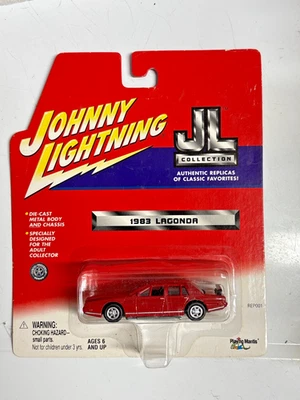 JOHNNY
LIGHTNING
JL
COLLECTION
AUTHENTIC REPLICAS
OF CLASSIC FAVORITES!
DIE-CAST
METAL BODY
AND CHASSIS
SPECIALLY
DESIGNED
FOR THE
ADULT
COLLECTOR
1983 LAGONDA
WARNING:
CHOKING HAZARD-
small parts.
Not for children under 3 yrs.
AGES 6
AND UP
Playing Mantis